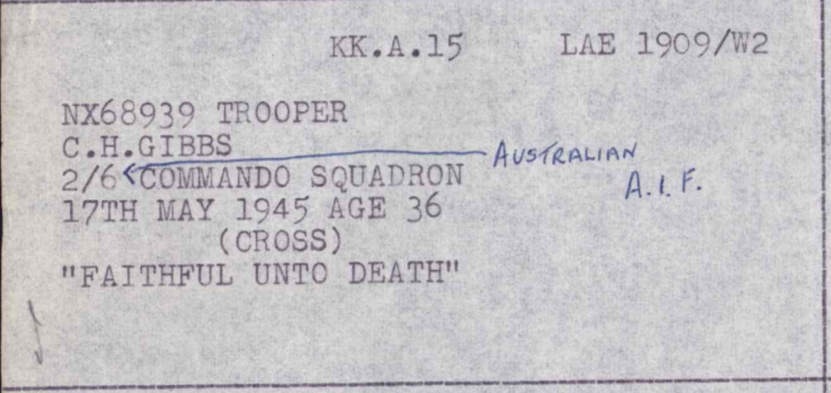 KK.A.15 LAE 1909/W2
NX68939 TROOPER
C.H.GIBBS
AUSTRALIAN
2/6 COMMANDO SQUADRON
A.I.F.
17TH MAY 1945 AGE 36
(CROSS)
"FAITHFUL UNTO DEATH"